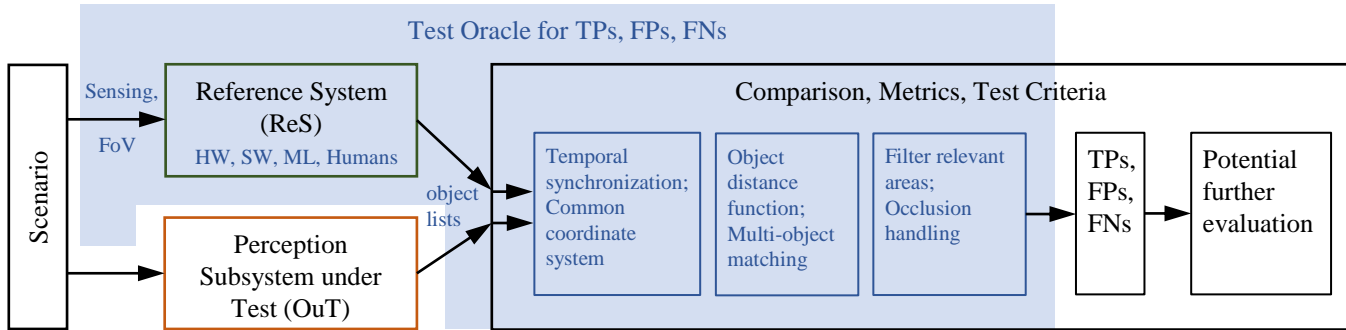 Test Oracle for TPs, FPs, FNs
Scenario
Sensing,
FoV
Reference System
(ReS)
HW, SW, ML, Humans
Perception
Subsystem under
Test (OuT)
object
lists
Comparison, Metrics, Test Criteria
Temporal
synchronization;
Common
coordinate
system
Object
distance
function;
Multi-object
matching
Filter relevant
areas;
Occlusion
handling
TPs,
FPs,
FNs
Potential
further
evaluation